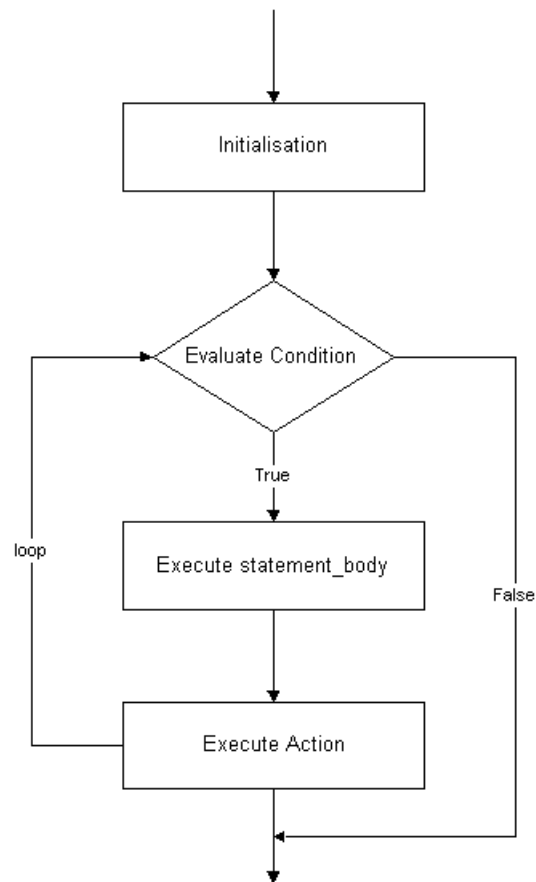 Initialisation
Evaluate Condition
True
Execute statement_body
loop
False
Execute Action